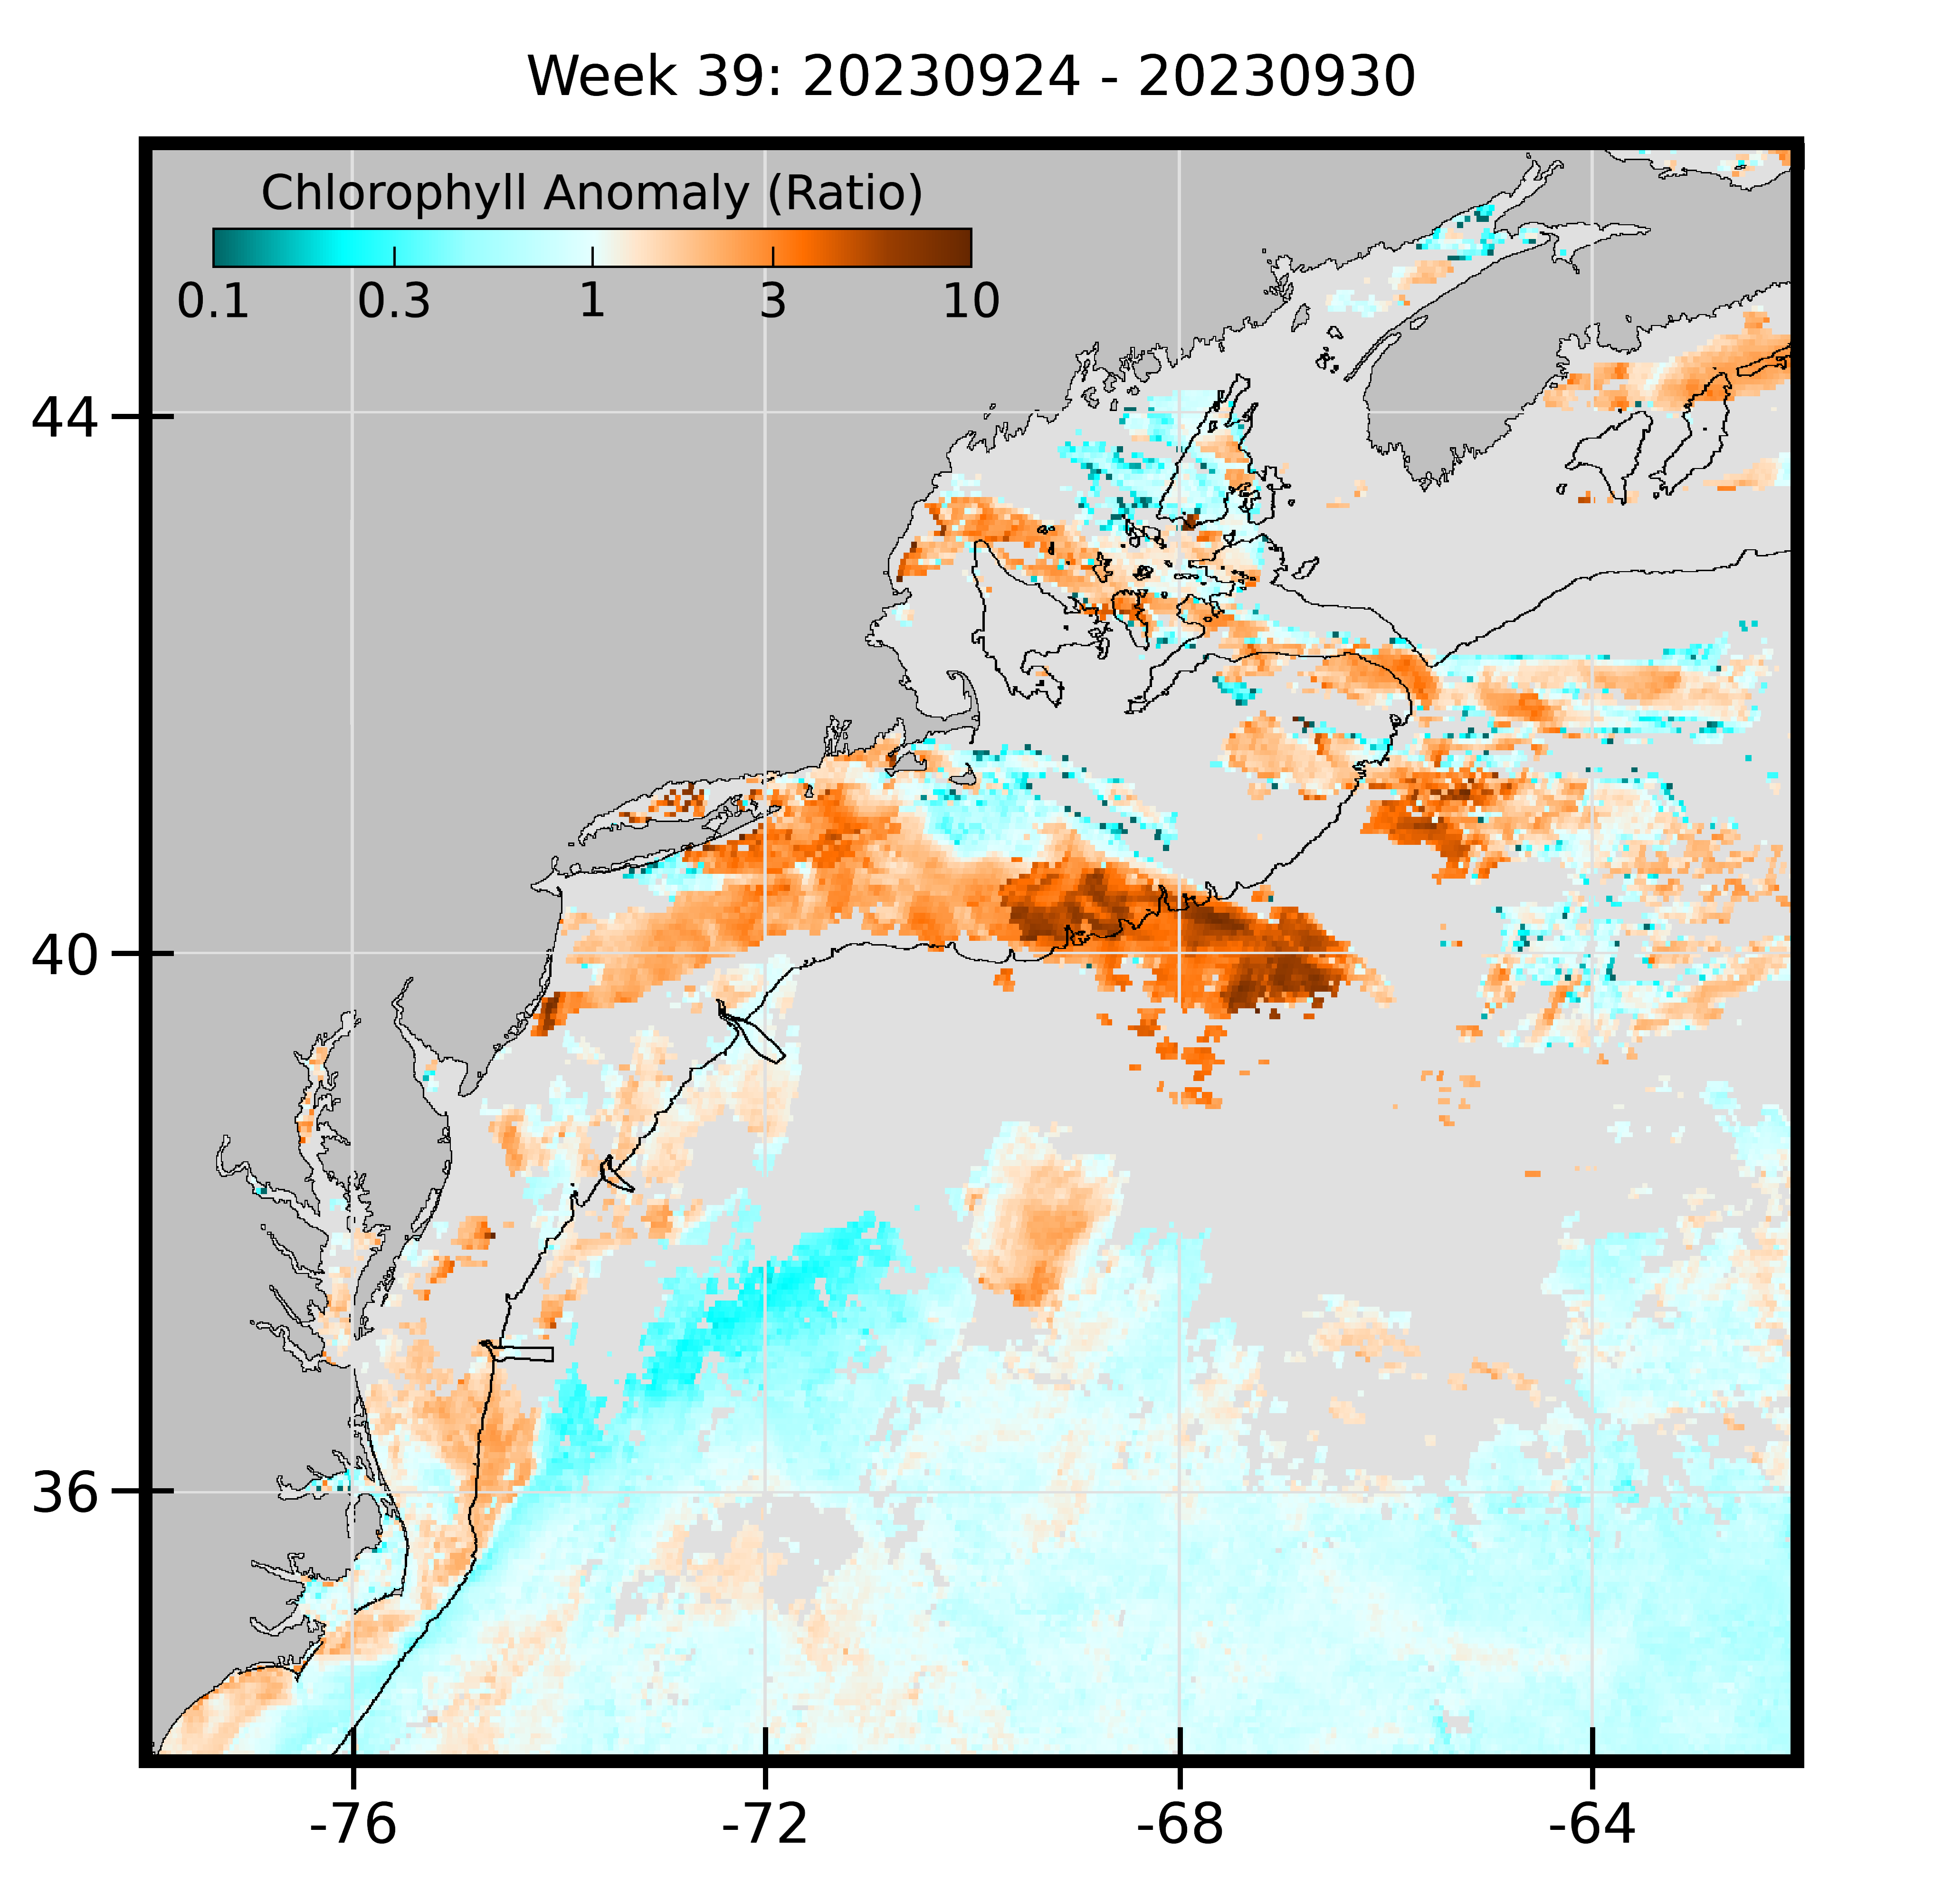 Week 39: 20230924 - 20230930
Chlorophyll Anomaly (Ratio)
0.1 0.3 1 3 10
44
40
36
-76 -72 -68 -64